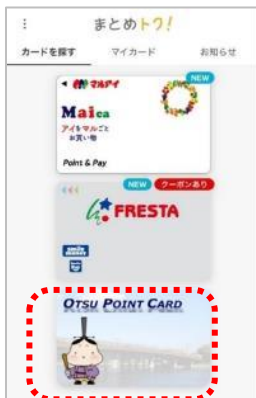 まとめトク!
カードを探す マイカード お知らせ
NEW
マルアイ
Maica
アイをマルごと
お買い物
Point & Pay
NEW クーポンあり
FRESTA
OTSU POINT CARD